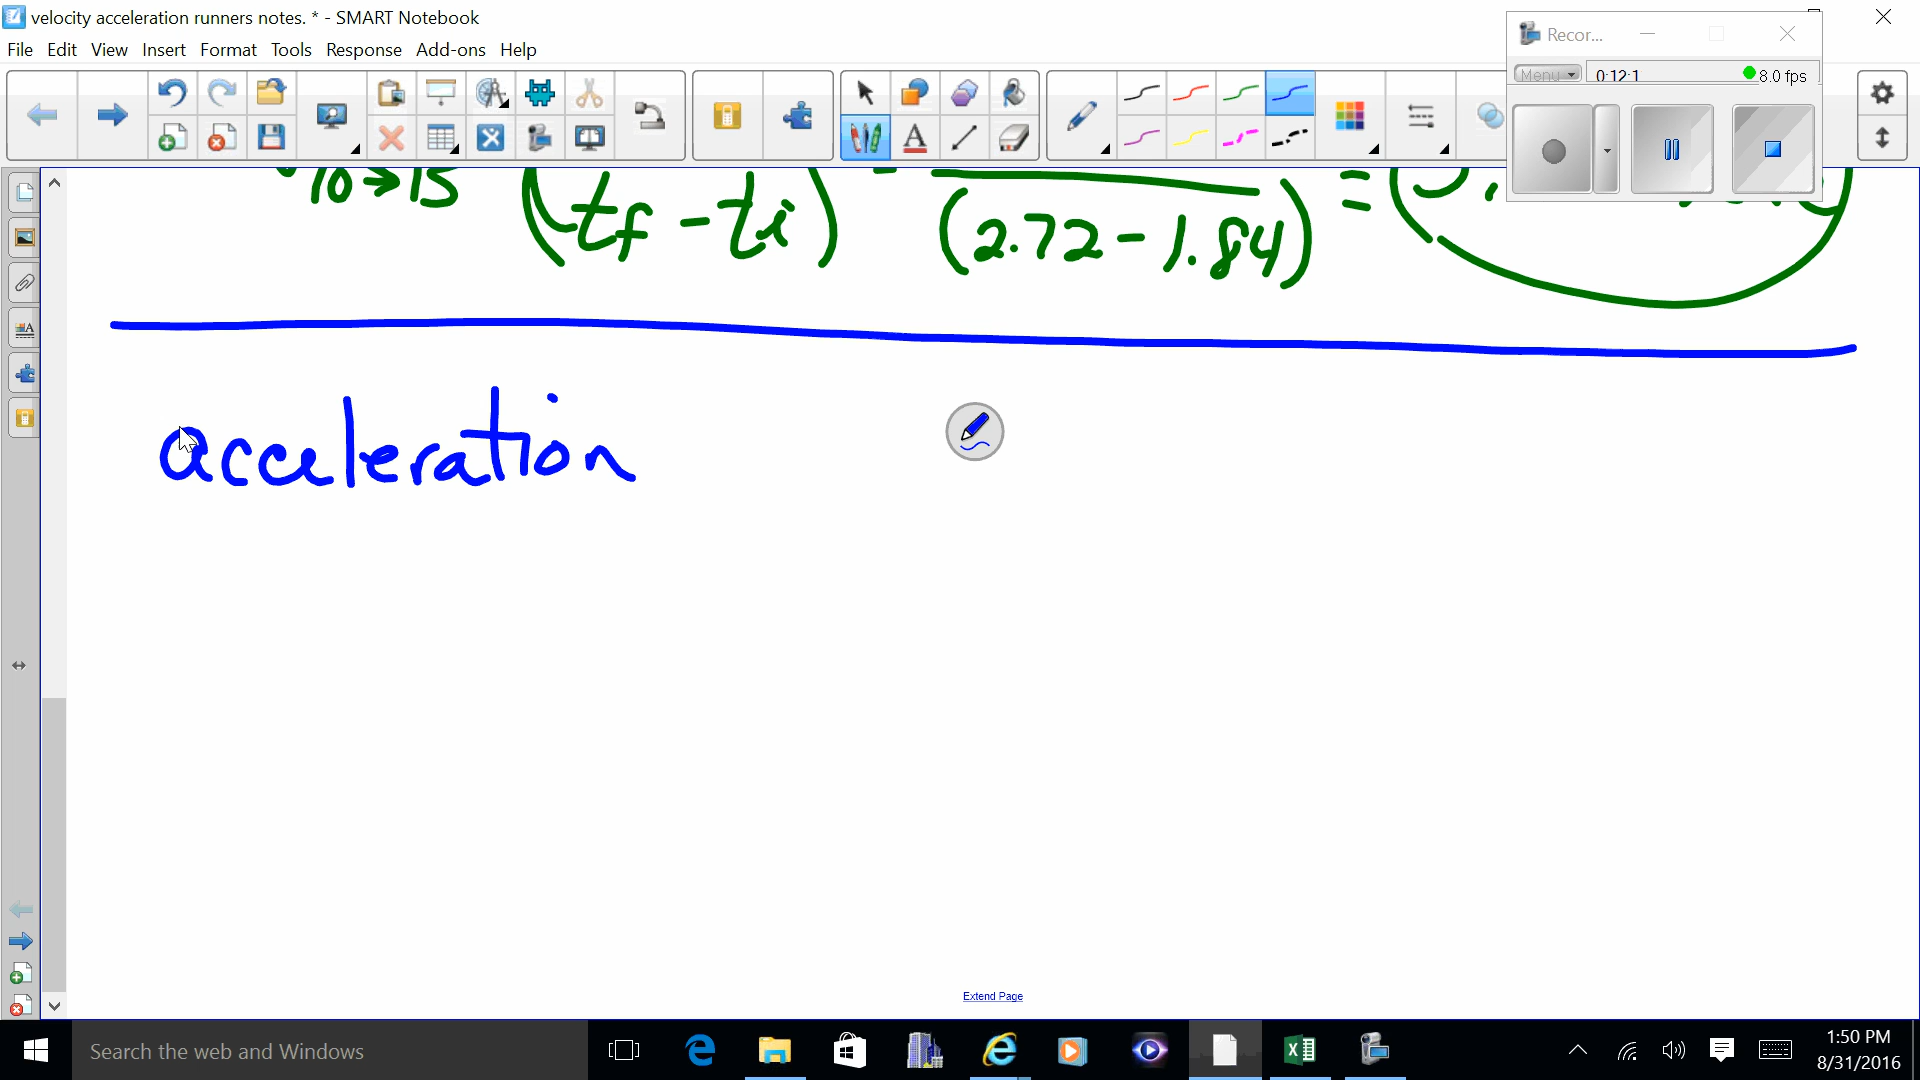 velocity acceleration runners notes. * - SMART Notebook
File Edit View Insert Format Tools Response Add-ons Help
Recor...
Menu
0:12:1
8.0 fps
10→15 (tf - ti) (2.72 - 1.84) =
acceleration
Extend Page
Search the web and Windows
1:50 PM
8/31/2016